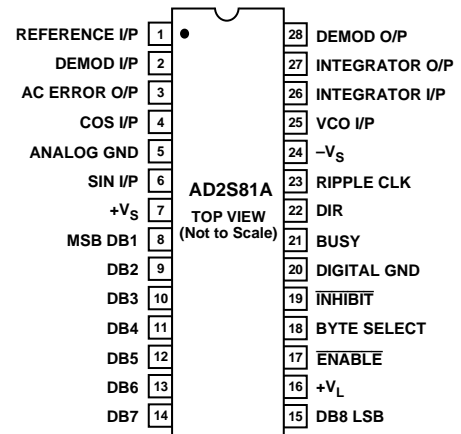 REFERENCE I/P 1
DEMOD I/P 2
AC ERROR O/P 3
COS I/P 4
ANALOG GND 5
SIN I/P 6
+VS 7
MSB DB1 8
DB2 9
DB3 10
DB4 11
DB5 12
DB6 13
DB7 14
AD2S81A
TOP VIEW
(Not to Scale)
28 DEMOD O/P
27 INTEGRATOR O/P
26 INTEGRATOR I/P
25 VCO I/P
24 –VS
23 RIPPLE CLK
22 DIR
21 BUSY
20 DIGITAL GND
19 INHIBIT
18 BYTE SELECT
17 ENABLE
16 +VL
15 DB8 LSB